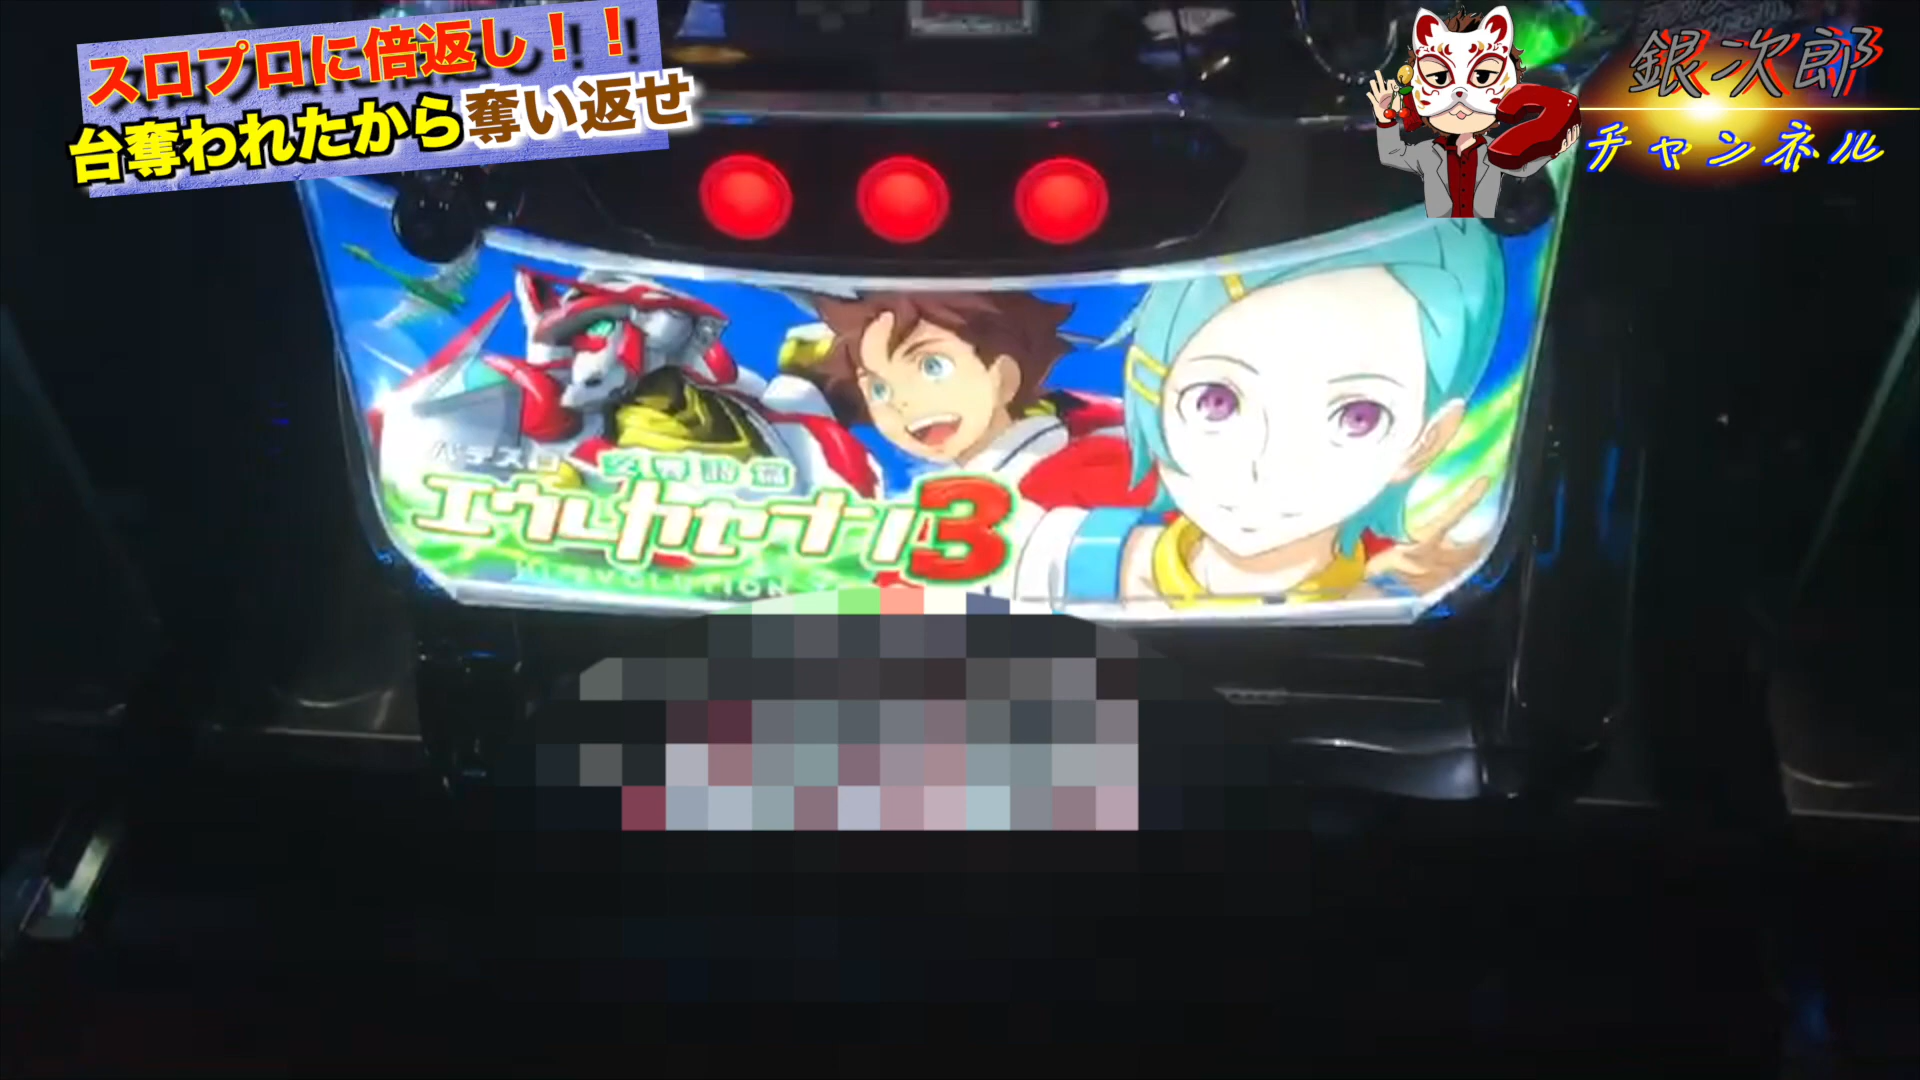 スロプロに倍返し！！
台奪われたから奪い返せ
銀次郎
チャンネル
パチスロ 交響詩篇
エウレカセブン3
HI-EVOLUTION